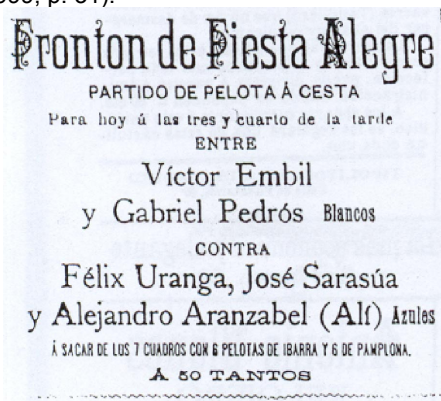 p. 61).
Fronton de Fiesta Alegre
PARTIDO DE PELOTA Á CESTA
Para hoy á las tres y cuarto de la tarde
ENTRE
Víctor Embil
y Gabriel Pedrós Blancos
CONTRA
Félix Uranga, José Sarasúa
y Alejandro Aranzabel (Alí) Azules
Á SACAR DE LOS 7 CUADROS CON 6 PELOTAS DE IBARRA Y 6 DE PAMPLONA.
Á 50 TANTOS